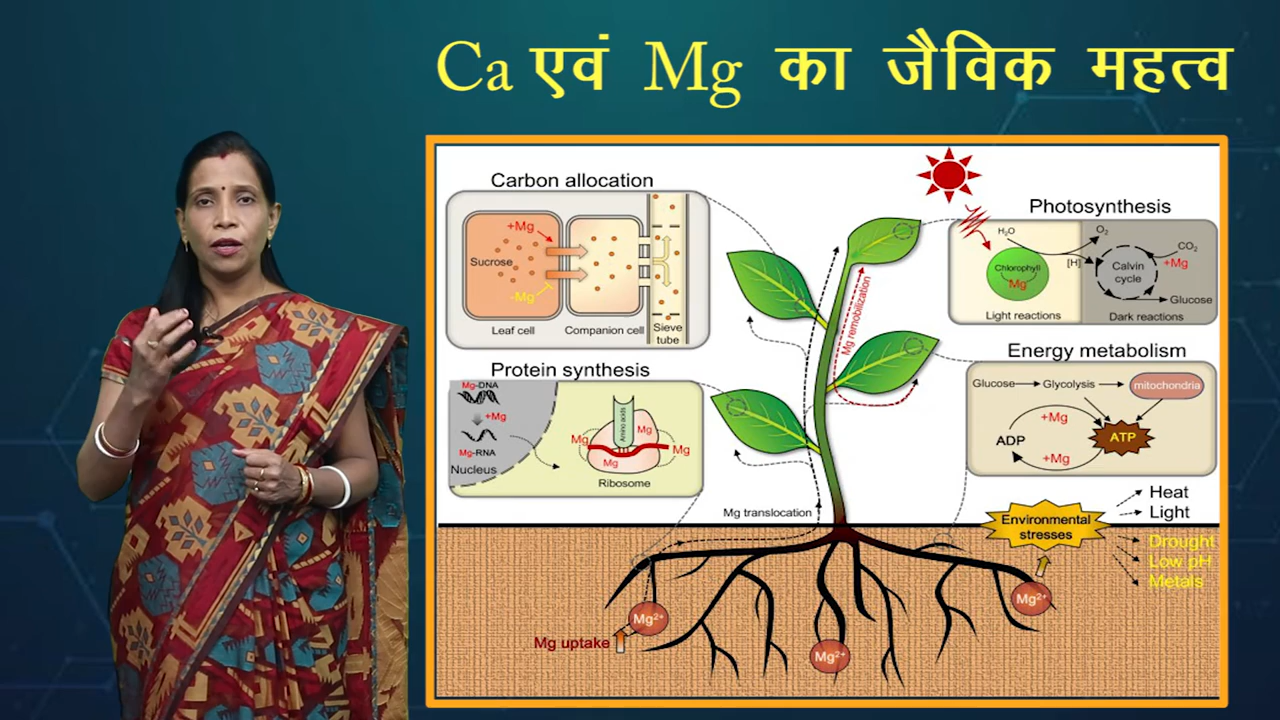 Ca एवं Mg का जैविक महत्व
Carbon allocation
+Mg
Sucrose
-Mg
Leaf cell
Companion cell
Sieve
tube
Protein synthesis
Mg-DNA
+Mg
Mg-RNA
Nucleus
Amino acids
Mg
Mg
Mg
Mg
Ribosome
Mg remobilization
Mg translocation
Photosynthesis
H₂O
O₂
[H]
CO₂
Chlorophyll
Mg
Calvin
cycle
+Mg
Glucose
Light reactions
Dark reactions
Energy metabolism
Glucose
Glycolysis
mitochondria
+Mg
ADP
ATP
+Mg
Environmental
stresses
Heat
Light
Drought
Low pH
Metals
Mg uptake
Mg²⁺
Mg²⁺
Mg²⁺